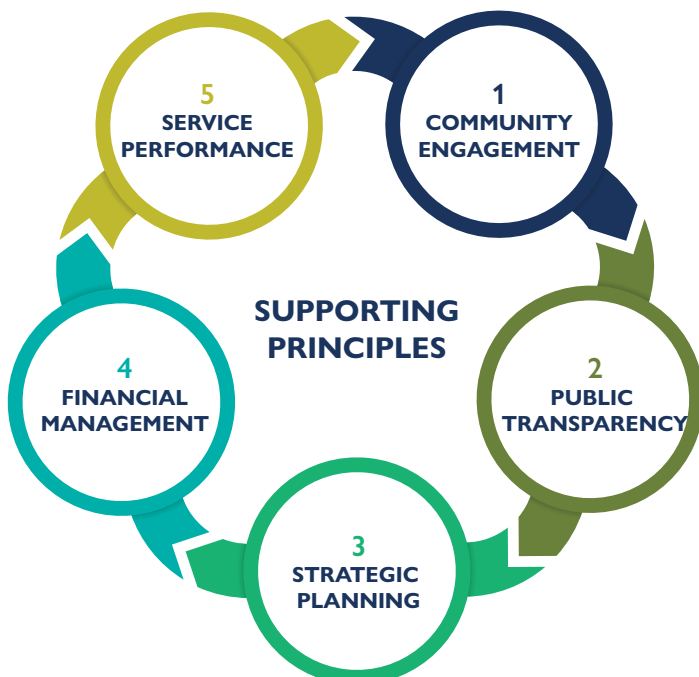 SUPPORTING
PRINCIPLES
1
COMMUNITY
ENGAGEMENT
2
PUBLIC
TRANSPARENCY
3
STRATEGIC
PLANNING
4
FINANCIAL
MANAGEMENT
5
SERVICE
PERFORMANCE